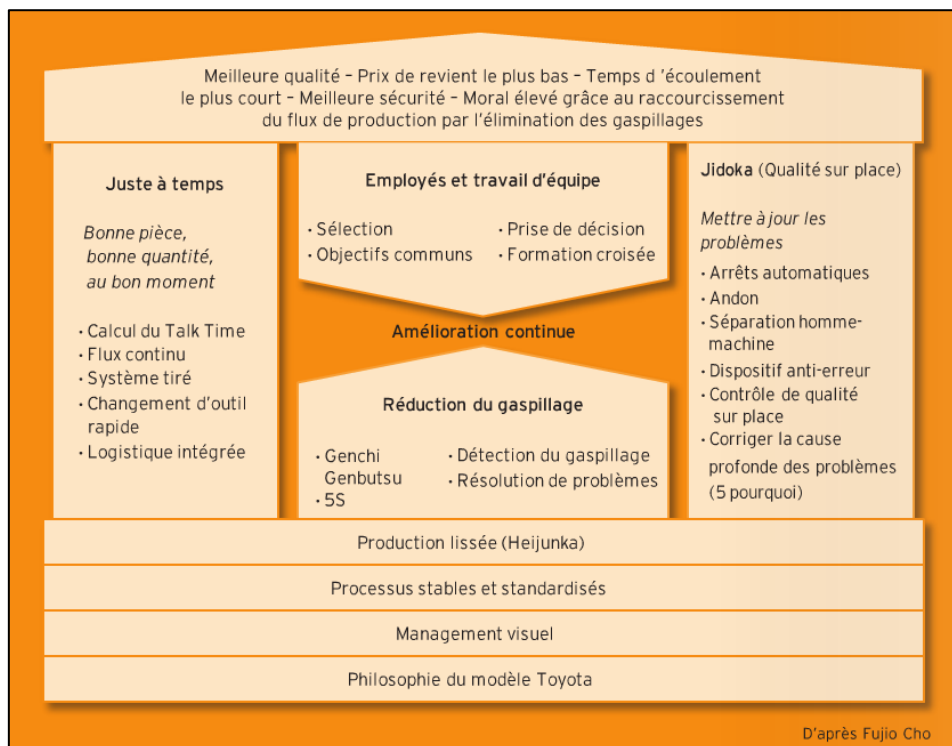 Meilleure qualité – Prix de revient le plus bas – Temps d 'écoulement
le plus court – Meilleure sécurité – Moral élevé grâce au raccourcissement
du flux de production par l'élimination des gaspillages
Juste à temps
Bonne pièce,
bonne quantité,
au bon moment
· Calcul du Talk Time
· Flux continu
· Système tiré
· Changement d'outil
rapide
· Logistique intégrée
Employés et travail d'équipe
· Sélection
· Objectifs communs
· Prise de décision
· Formation croisée
Amélioration continue
Réduction du gaspillage
· Genchi
Genbutsu
· 5S
· Détection du gaspillage
· Résolution de problèmes
Jidoka (Qualité sur place)
Mettre à jour les
problèmes
· Arrêts automatiques
· Andon
· Séparation homme-
machine
· Dispositif anti-erreur
· Contrôle de qualité
sur place
· Corriger la cause
profonde des problèmes
(5 pourquoi)
Production lissée (Heijunka)
Processus stables et standardisés
Management visuel
Philosophie du modèle Toyota
D'après Fujio Cho